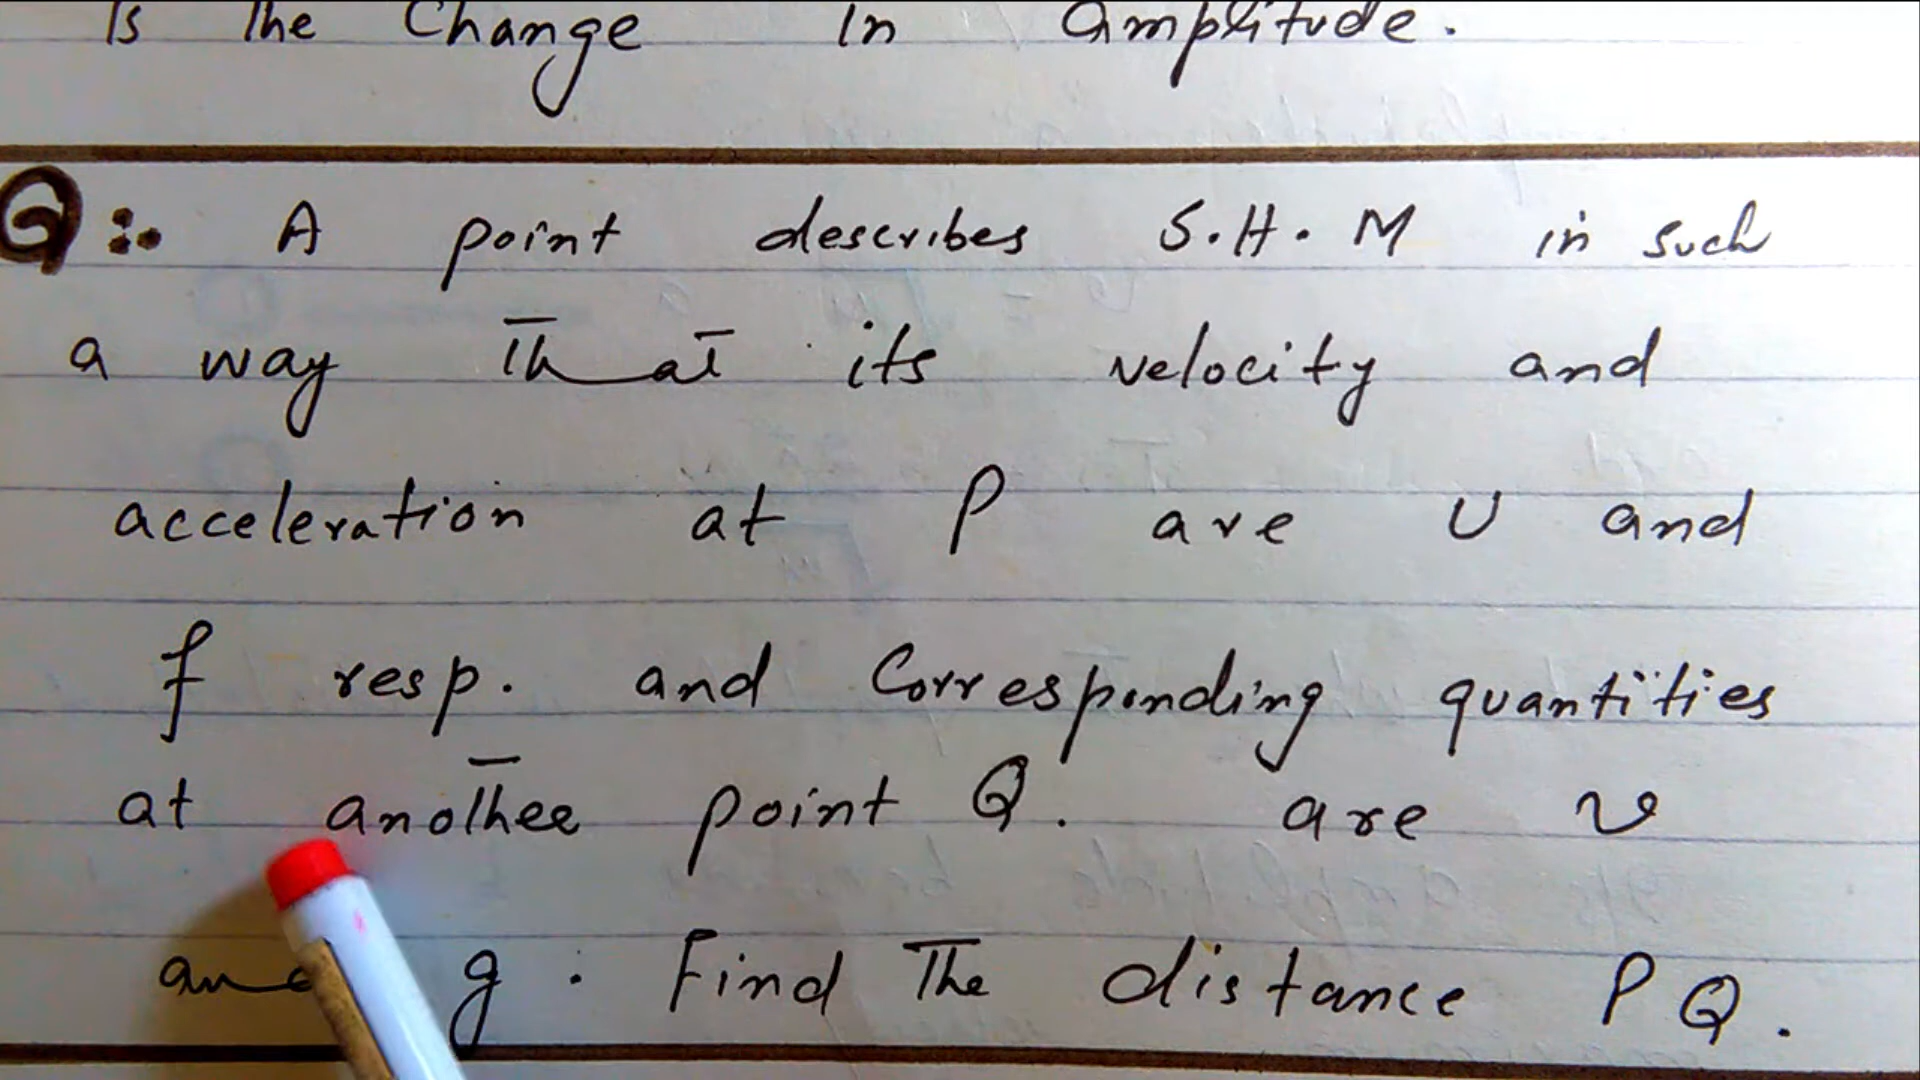 is the Change in amplitude.
Q:. A point describes S.H.M in such
a way that its velocity and
acceleration at P are U and
f resp. and Corresponding quantities
at another point Q. are v
and g. Find The distance PQ.